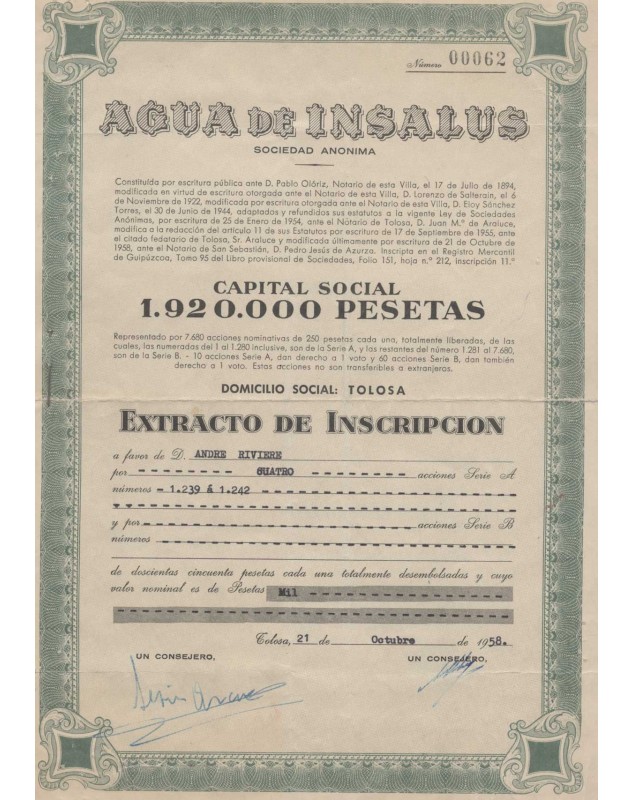 Número 00062
AGUA DE INSALUS
SOCIEDAD ANONIMA
Constituída por escritura pública ante D. Pablo Olóriz, Notario de esta Villa, el 17 de Julio de 1894,
modificada en virtud de escritura otorgada ante el Notario de esta Villa, D. Lorenzo de Salterain, el 6
de Noviembre de 1922, modificada por escritura otorgada ante el Notario de esta Villa, D. Eloy Sánchez
Torres, el 30 de Junio de 1944, adaptados y refundidos sus estatutos a la vigente Ley de Sociedades
Anónimas, por escritura de 25 de Enero de 1954, ante el Notario de Tolosa, D. Juan M.ª de Araluce,
modifica a la redacción del artículo 11 de sus Estatutos por escritura de 17 de Septiembre de 1955, ante
el citado fedatario de Tolosa, Sr. Araluce y modificada últimamente por escritura de 21 de Octubre de
1958, ante el Notario de San Sebastián, D. Pedro Jesús de Azurza. Inscripta en el Registro Mercantil
de Guipúzcoa, Tomo 95 del Libro provisional de Sociedades, Folio 151, hoja n.º 212, inscripción 11.ª
CAPITAL SOCIAL
1.920.000 PESETAS
Representado por 7.680 acciones nominativas de 250 pesetas cada una, totalmente liberadas, de las
cuales, las numeradas del 1 al 1.280 inclusive, son de la Serie A, y las restantes del número 1.281 al 7.680,
son de la Serie B. - 10 acciones Serie A, dan derecho a 1 voto y 60 Serie B, dan también
derecho a 1 voto. Estas acciones no son transferibles a extranjeros.
DOMICILIO SOCIAL: TOLOSA
EXTRACTO DE INSCRIPCION
a favor de D. ANDRE RIVIERE
por - - - - - - - - CUATRO - - - - - - - - acciones Serie A
números - 1.239 á 1.242 - - - - - - - - - - - - - - - - - - -
- - - - - - - - - - - - - - - - - - - - - - - - - - - -
y por - - - - - - - - - - - - - - - - - - - acciones Serie B
números - - - - - - - - - - - - - - - - - - - - - - - - -
de doscientas cincuenta pesetas cada una totalmente desembolsadas y cuyo
valor nominal es de Pesetas Mil - - - - - - - - - - - - - -
- - - - - - - - - - - - - - - - - - - - - - - - - - - -
Tolosa, 21 de Octubre de 1958.
UN CONSEJERO, UN CONSEJERO,